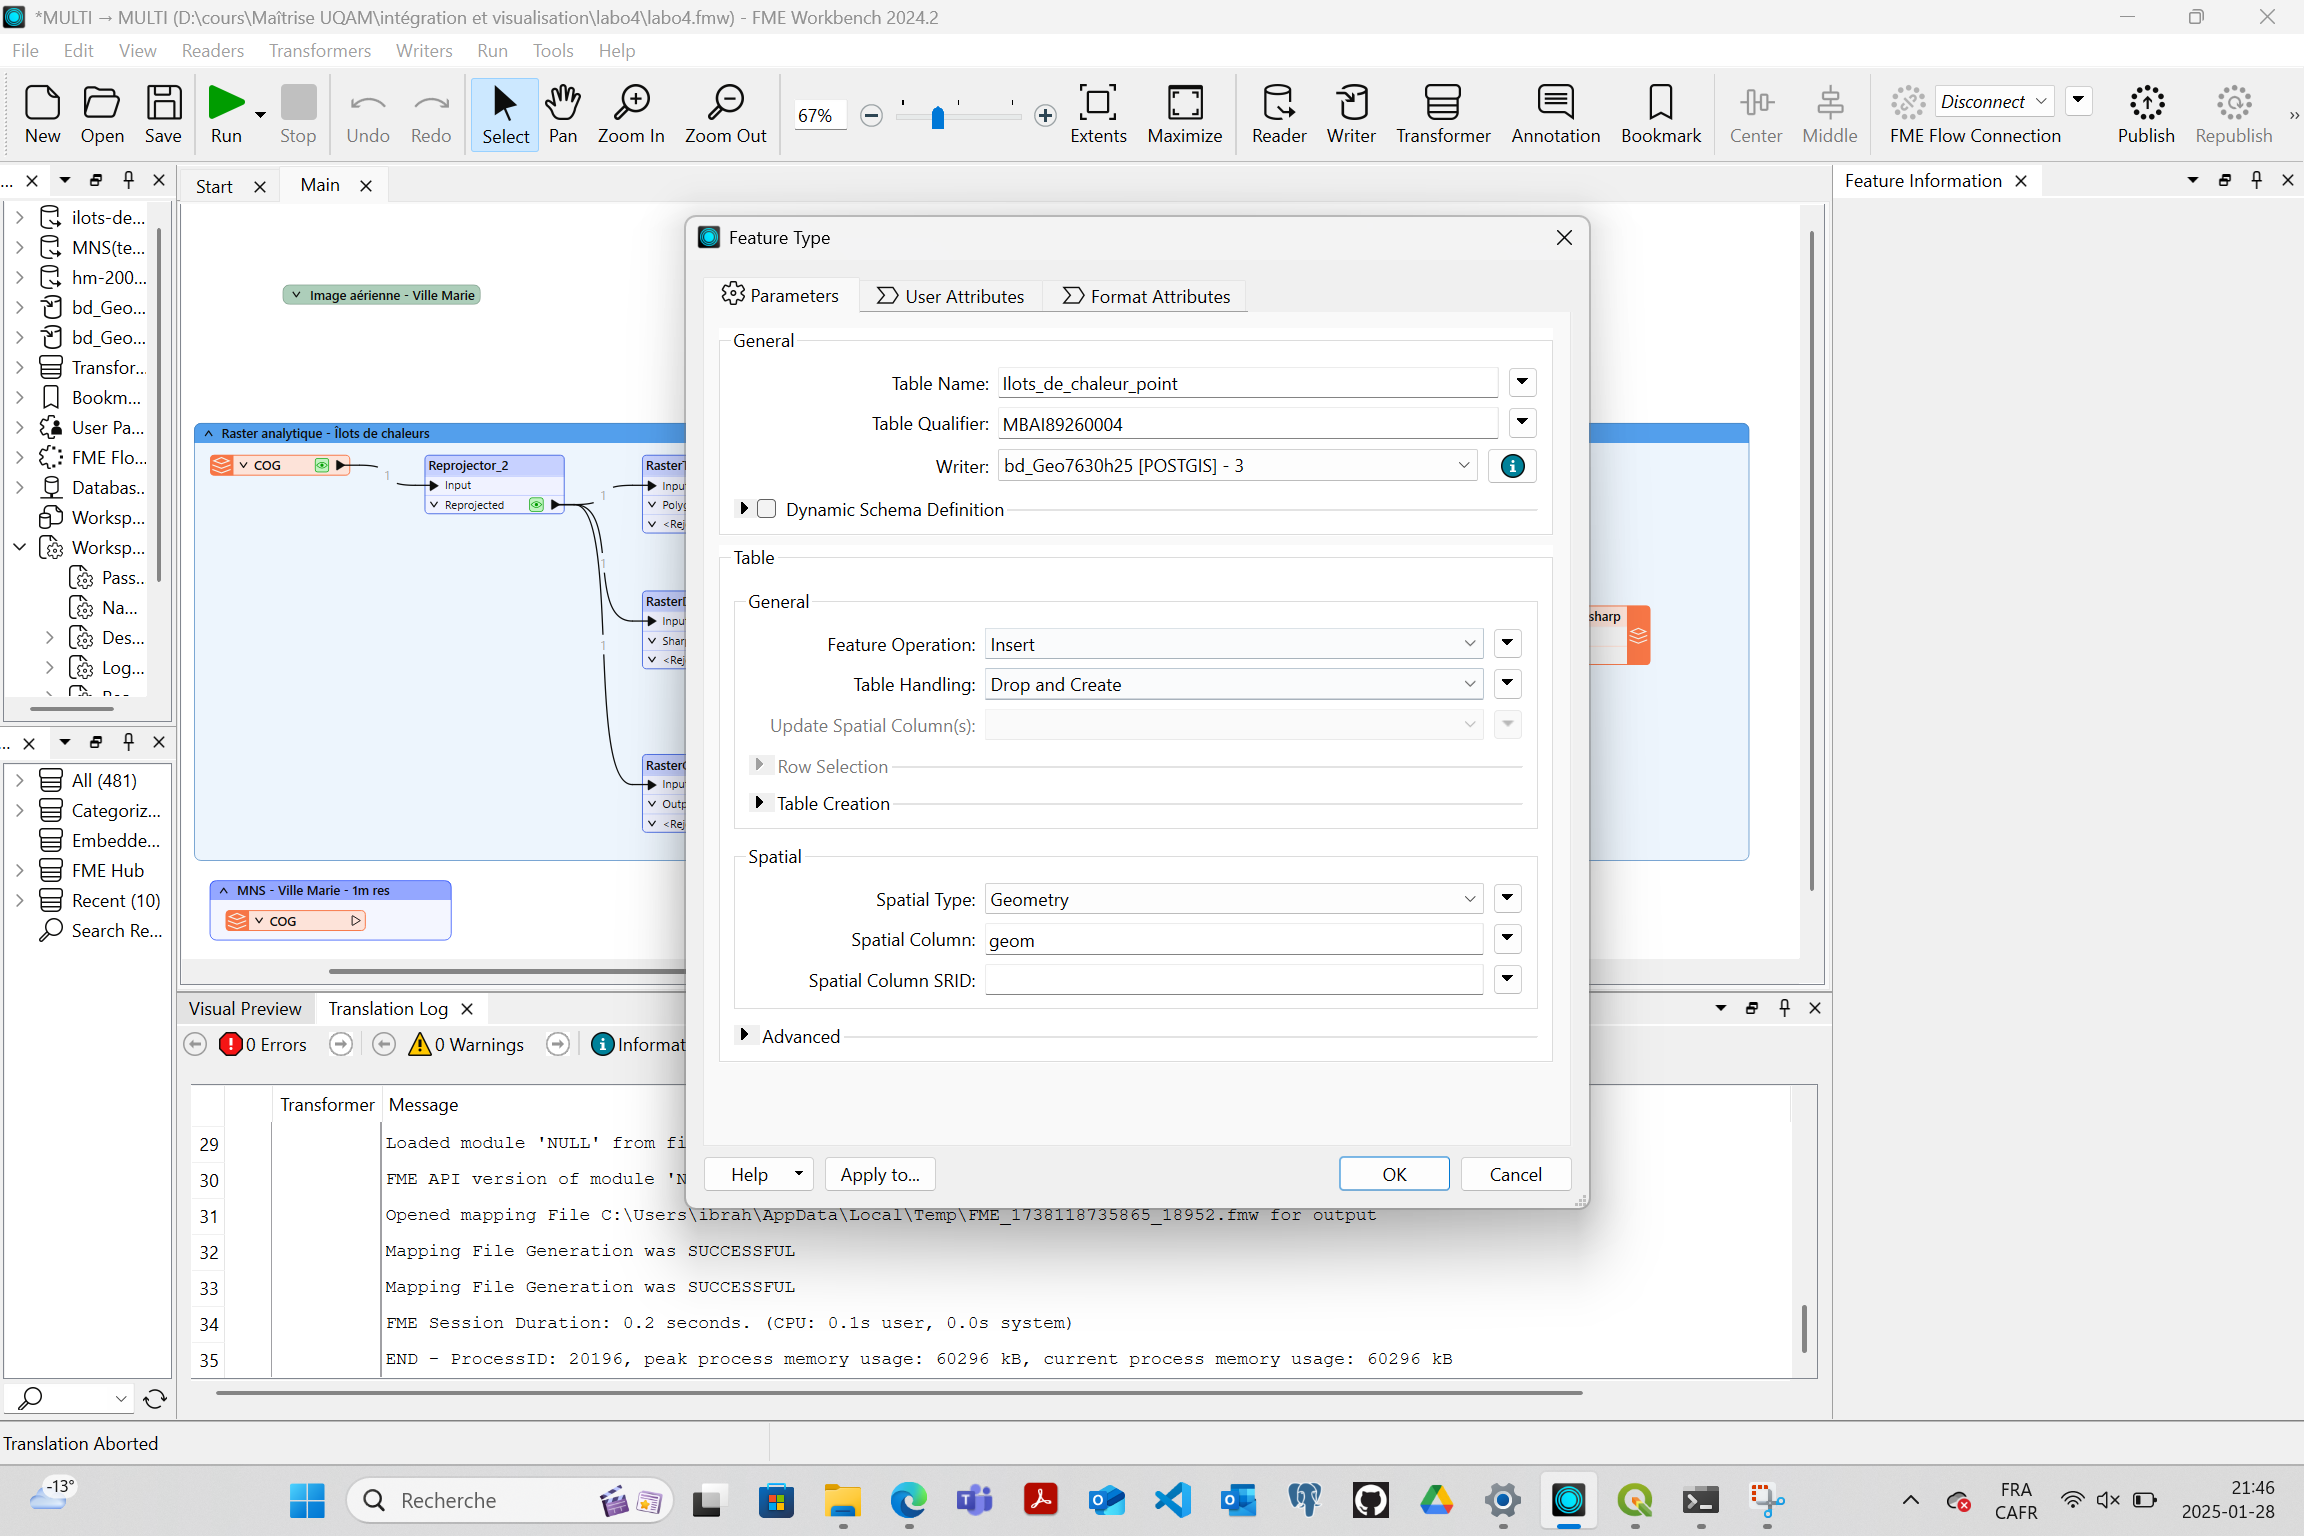 *MULTI → MULTI (D:\cours\Maîtrise UQAM\intégration et visualisation\labo4\labo4.fmw) - FME Workbench 2024.2
File Edit View Readers Transformers Writers Run Tools Help
New Open Save Run Stop Undo Redo Select Pan Zoom In Zoom Out 67% Extents Maximize Reader Writer Transformer Annotation Bookmark Center Middle Disconnect FME Flow Connection Publish Republish »
... Start Main Feature Information
ilots-de...
MNS(te...
hm-200...
bd_Geo...
bd_Geo...
Transfor...
Bookm...
User Pa...
FME Flo...
Databas...
Worksp...
Worksp...
Pass...
Na...
Des...
Log...
...
All (481)
Categoriz...
Embedde...
FME Hub
Recent (10)
Search Re...
Image aérienne - Ville Marie
Raster analytique - Îlots de chaleurs
COG
1
Reprojector_2
Input
Reprojected
1
1
1
RasterT
Inpu
Poly
<Rej
Raster
Inpu
Shar
<Rej
Raster
Inpu
Outp
<Rej
sharp
MNS - Ville Marie - 1m res
COG
Feature Type
Parameters User Attributes Format Attributes
General
Table Name: Ilots_de_chaleur_point
Table Qualifier: MBAI89260004
Writer: bd_Geo7630h25 [POSTGIS] - 3
Dynamic Schema Definition
Table
General
Feature Operation: Insert
Table Handling: Drop and Create
Update Spatial Column(s):
Row Selection
Table Creation
Spatial
Spatial Type: Geometry
Spatial Column: geom
Spatial Column SRID:
Advanced
Help Apply to... OK Cancel
Visual Preview Translation Log
0 Errors 0 Warnings Informat
Transformer Message
29 Loaded module 'NULL' from fi
30 FME API version of module 'N
31 Opened mapping File C:\Users\ibrah\AppData\Local\Temp\FME_1738118735865_18952.fmw for output
32 Mapping File Generation was SUCCESSFUL
33 Mapping File Generation was SUCCESSFUL
34 FME Session Duration: 0.2 seconds. (CPU: 0.1s user, 0.0s system)
35 END - ProcessID: 20196, peak process memory usage: 60296 kB, current process memory usage: 60296 kB
Translation Aborted
-13°
Recherche
FRA
CAFR
21:46
2025-01-28